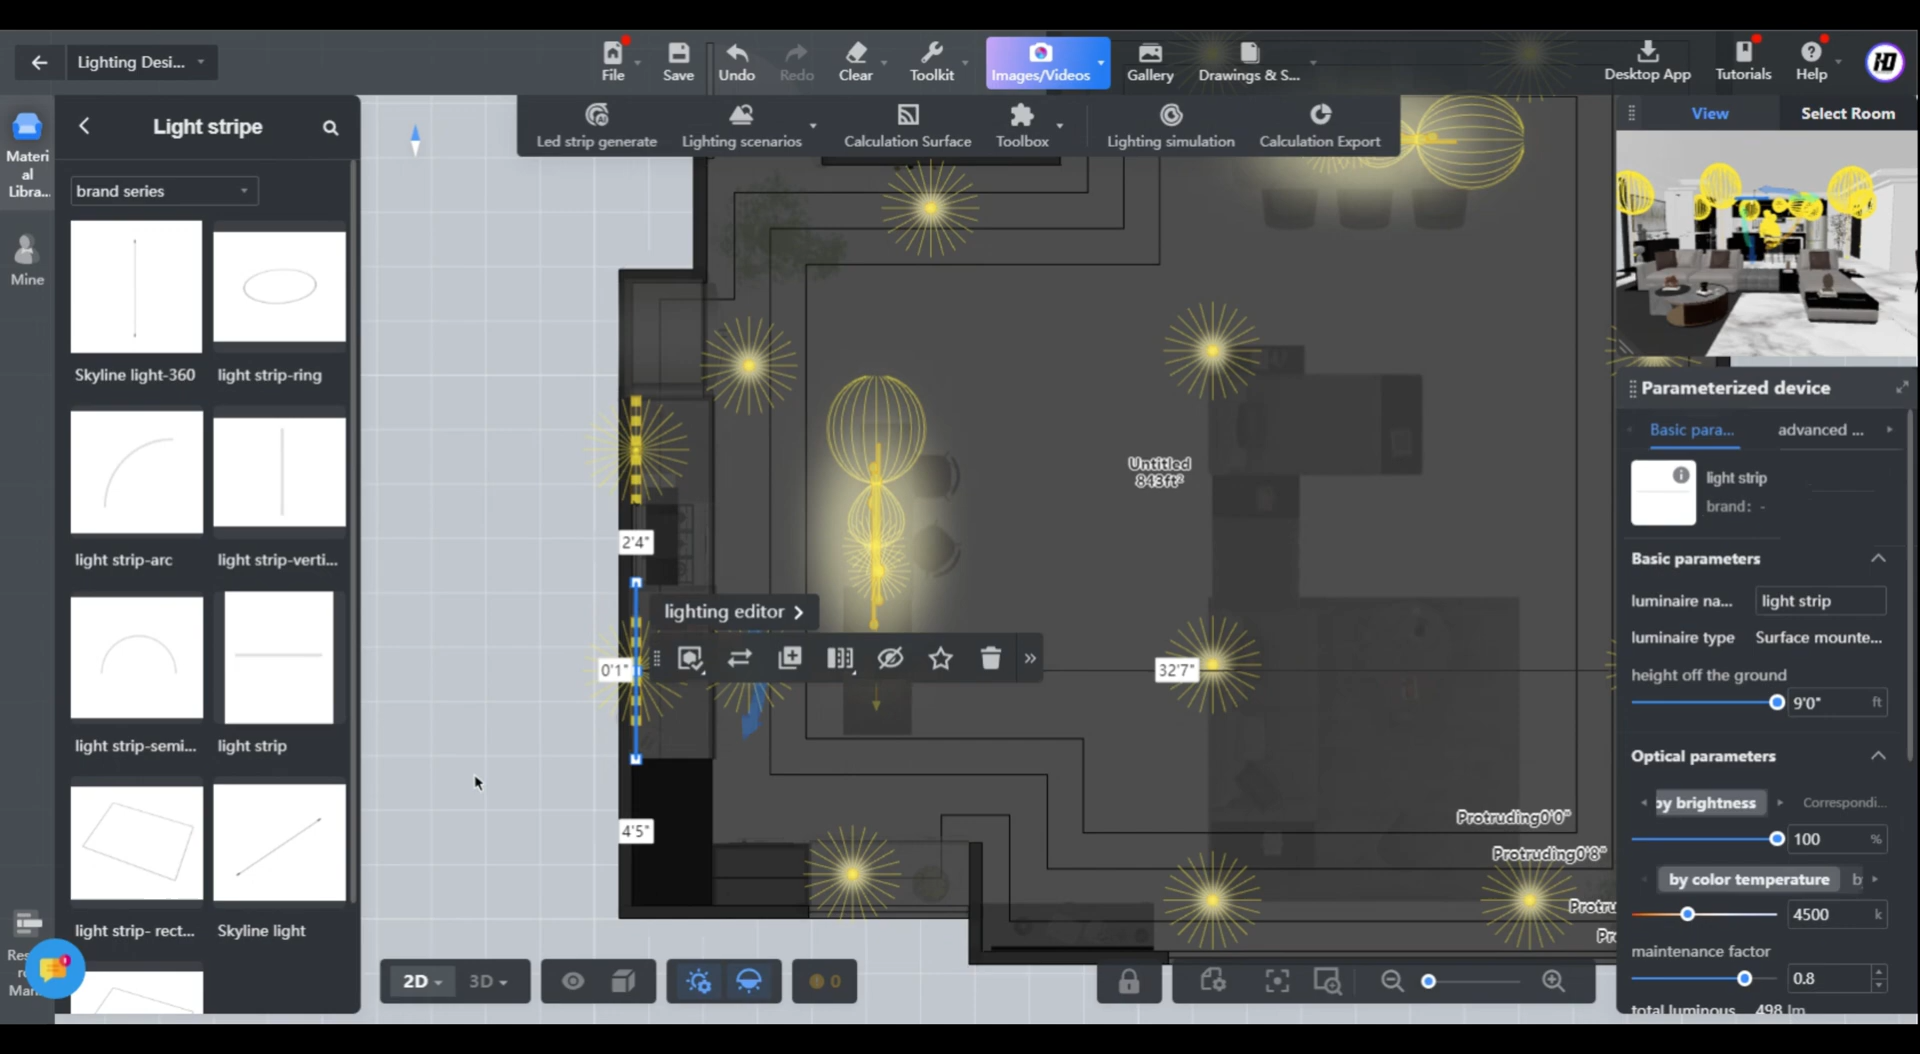 Lighting Desi...
File
Save
Undo
Redo
Clear
Toolkit
Images/Videos
Gallery
Drawings & S...
Desktop App
Tutorials
Help
Led strip generate
Lighting scenarios
Calculation Surface
Toolbox
Lighting simulation
Calculation Export
View
Select Room
Materi
al
Libra...
Mine
Light stripe
brand series
Skyline light-360
light strip-ring
light strip-arc
light strip-verti...
light strip-semi...
light strip
light strip- rect...
Skyline light
Untitled
843ft²
2'4"
lighting editor
0'1"
32'7"
4'5"
Protruding0'0"
Protruding0'8"
Protru
Pr
2D
3D
0
Parameterized device
Basic para...
advanced ...
light strip
brand: -
Basic parameters
luminaire na...
light strip
luminaire type
Surface mounte...
height off the ground
9'0"
ft
Optical parameters
by brightness
Correspondi...
100
%
by color temperature
b
4500
k
maintenance factor
0.8
total luminous
498 lm